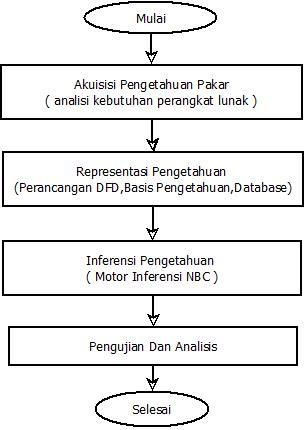 Mulai
Akuisisi Pengetahuan Pakar
( analisi kebutuhan perangkat lunak )
Representasi Pengetahuan
(Perancangan DFD,Basis Pengetahuan,Database)
Inferensi Pengetahuan
( Motor Inferensi NBC )
Pengujian Dan Analisis
Selesai